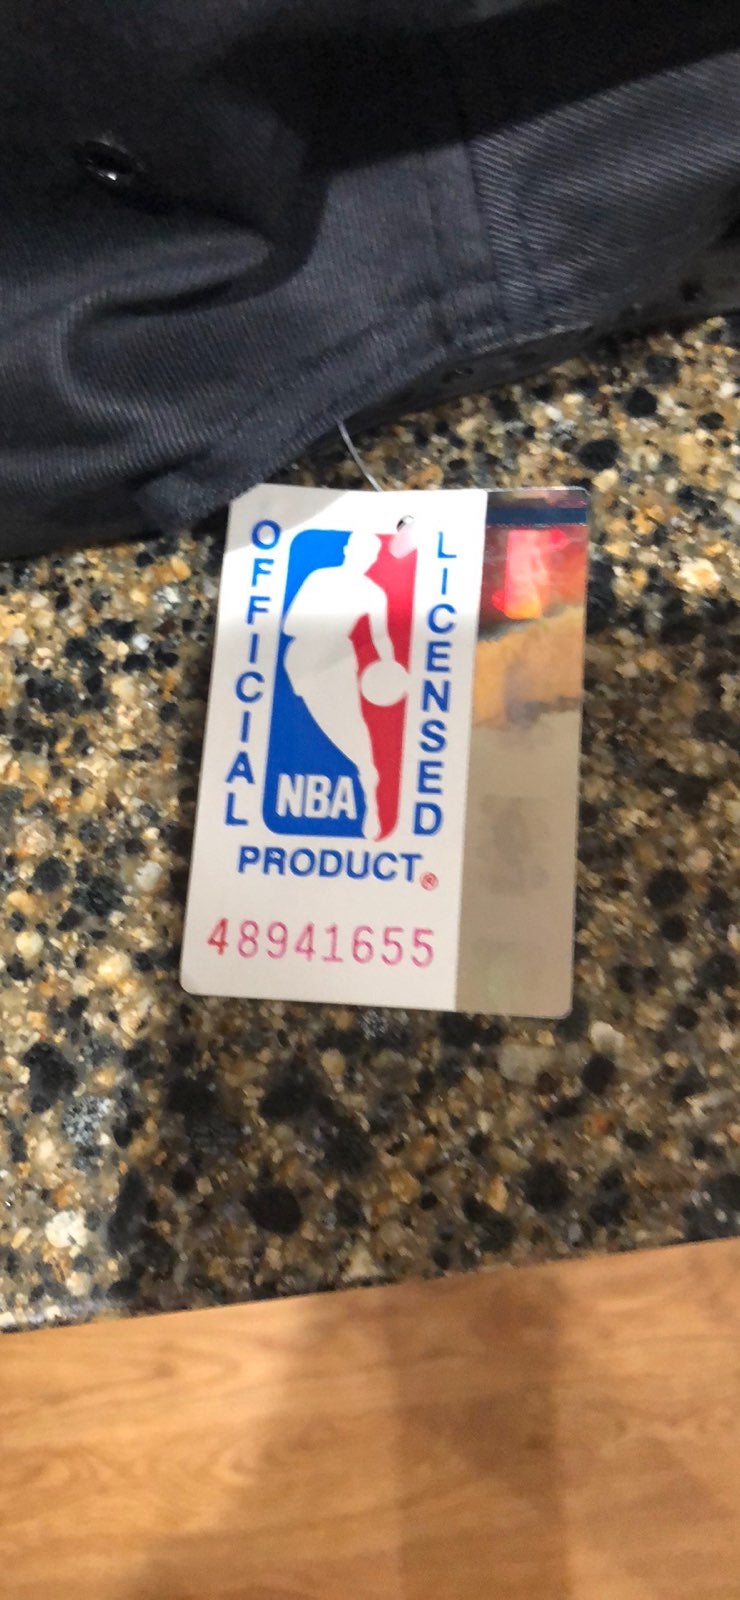 OFFICIAL
LICENSED
NBA
PRODUCT®
48941655